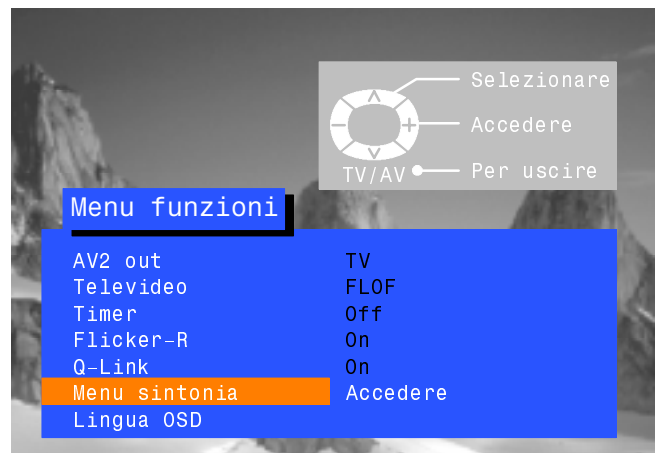 Selezionare
Accedere
TV/AV Per uscire
Menu funzioni
AV2 out TV
Televideo FLOF
Timer Off
Flicker-R On
Q-Link On
Menu sintonia Accedere
Lingua OSD